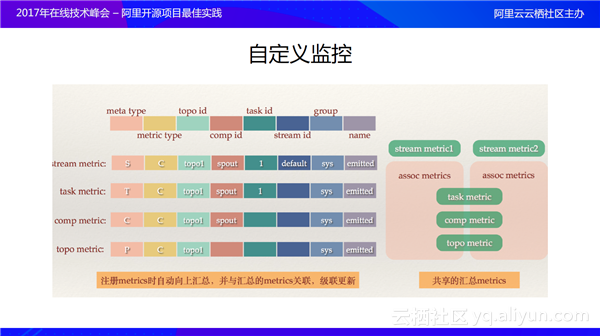 2017年在线技术峰会 – 阿里开源项目最佳实践
阿里云云栖社区主办
自定义监控
meta type topo id task id group
metric type comp id stream id name
stream metric: S C topo1 spout 1 default sys emitted
task metric: T C topo1 spout 1 sys emitted
comp metric: C C topo1 spout sys emitted
topo metric: P C topo1 sys emitted
注册metrics时自动向上汇总，并与汇总的metrics关联，级联更新
stream metric1 stream metric2
assoc metrics assoc metrics
task metric
comp metric
topo metric
共享的汇总metrics
云栖社区 yq.aliyun.com